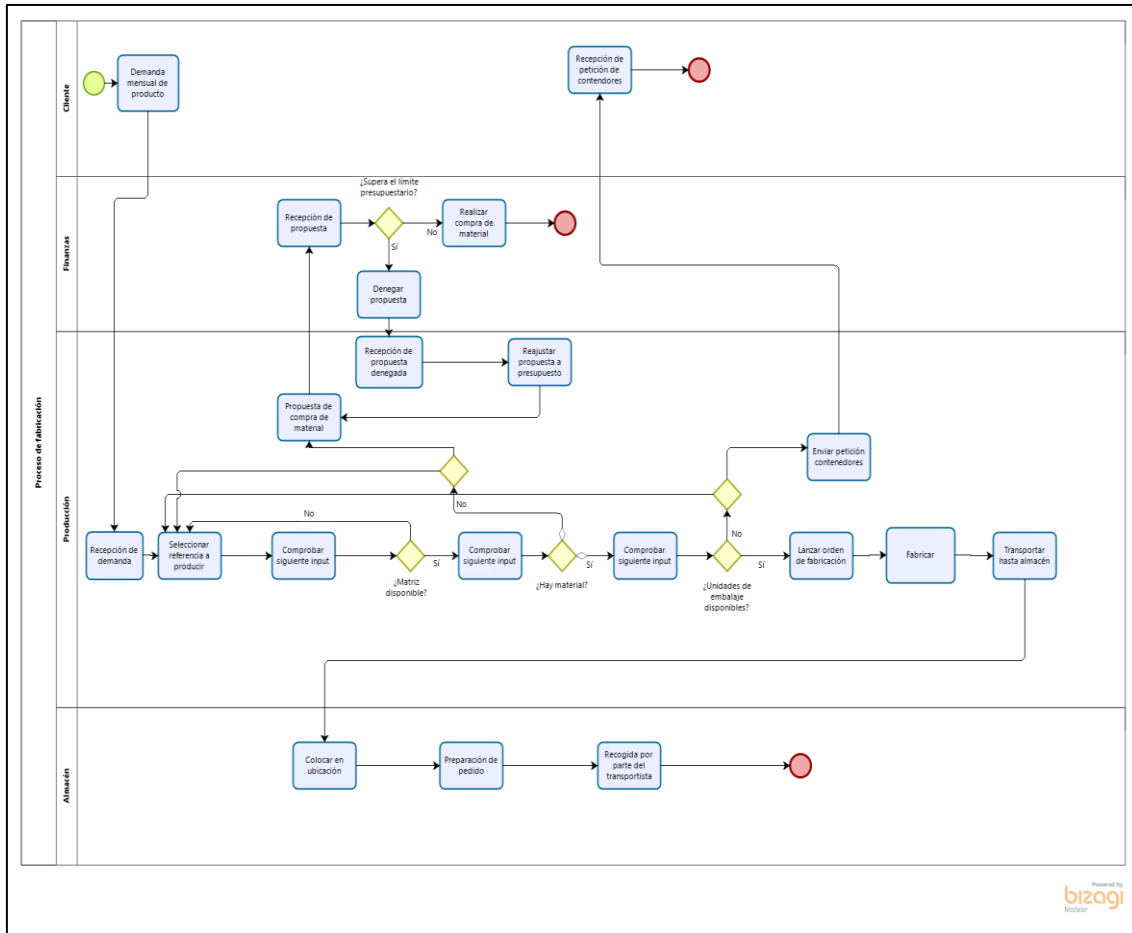 Proceso de fabricación
Cliente
Demanda
mensual de
producto
Recepción de
petición de
contendores
Finanzas
¿Supera el límite
presupuestario?
Recepción de
propuesta
Realizar
compra de
material
No
Sí
Denegar
propuesta
Producción
Recepción de
propuesta
denegada
Reajustar
propuesta a
presupuesto
Propuesta de
compra de
material
Enviar petición
contenedores
No
No
No
Recepción de
demanda
Seleccionar
referencia a
producir
Comprobar
siguiente input
Sí
¿Matriz
disponible?
Comprobar
siguiente input
Sí
¿Hay material?
Comprobar
siguiente input
Sí
¿Unidades de
embalaje
disponibles?
Lanzar orden
de fabricación
Fabricar
Transportar
hasta almacén
Almacén
Colocar en
ubicación
Preparación de
pedido
Recogida por
parte del
transportista
Powered by
bizagi
Modeler